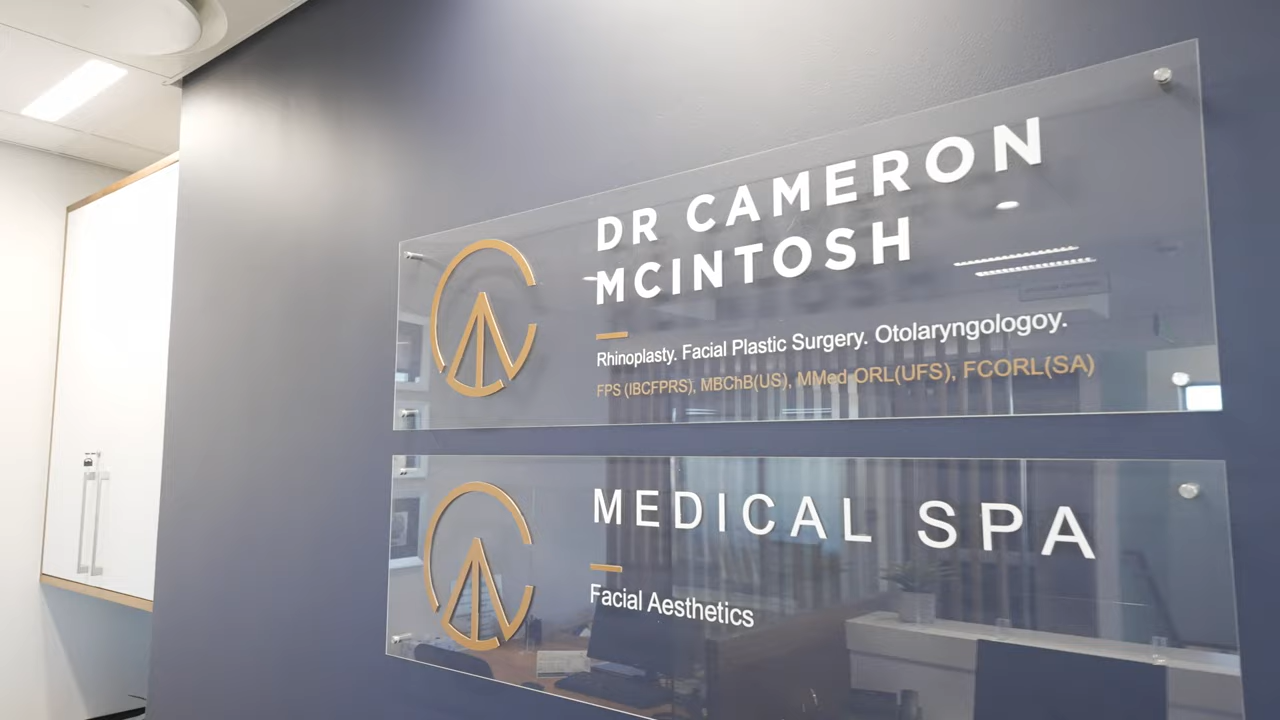 DR CAMERON
MCINTOSH
Rhinoplasty. Facial Plastic Surgery. Otolaryngologoy.
FPS (IBCFPRS), MBChB(US), MMed ORL(UFS), FCORL(SA)
MEDICAL SPA
Facial Aesthetics